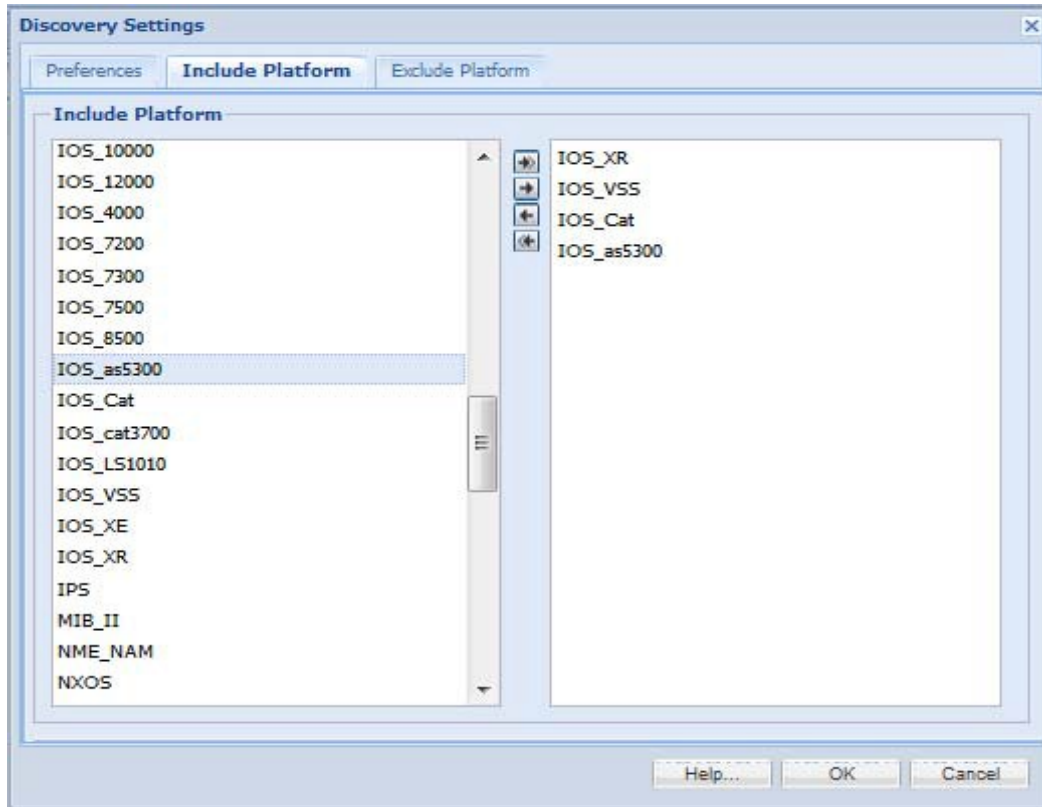 Discovery Settings
Preferences
Include Platform
Exclude Platform
Include Platform
IOS_10000
IOS_12000
IOS_4000
IOS_7200
IOS_7300
IOS_7500
IOS_8500
IOS_as5300
IOS_Cat
IOS_cat3700
IOS_LS1010
IOS_VSS
IOS_XE
IOS_XR
IPS
MIB_II
NME_NAM
NXOS
IOS_XR
IOS_VSS
IOS_Cat
IOS_as5300
Help...
OK
Cancel